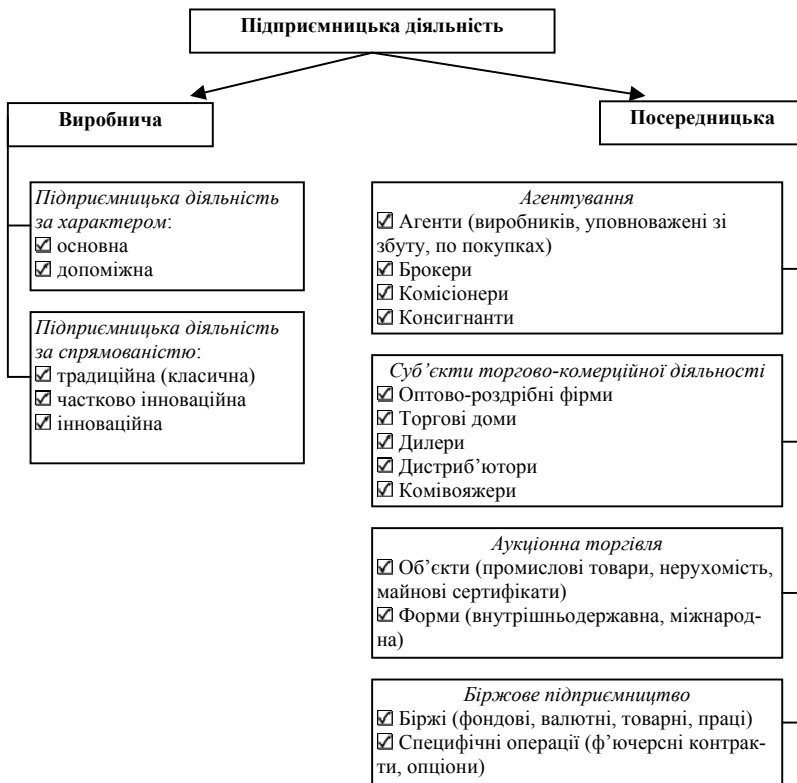 Підприємницька діяльність
Виробнича
Посередницька
Підприємницька діяльність
за характером:
☑ основна
☑ допоміжна
Підприємницька діяльність
за спрямованістю:
☑ традиційна (класична)
☑ частково інноваційна
☑ інноваційна
Агентування
☑ Агенти (виробників, уповноважені зі
збуту, по покупках)
☑ Брокери
☑ Комісіонери
☑ Консигнанти
Суб’єкти торгово-комерційної діяльності
☑ Оптово-роздрібні фірми
☑ Торгові доми
☑ Дилери
☑ Дистриб’ютори
☑ Комівояжери
Аукціонна торгівля
☑ Об’єкти (промислові товари, нерухомість,
майнові сертифікати)
☑ Форми (внутрішньодержавна, міжнарод-
на)
Біржове підприємництво
☑ Біржі (фондові, валютні, товарні, праці)
☑ Специфічні операції (ф’ючерсні контрак-
ти, опціони)